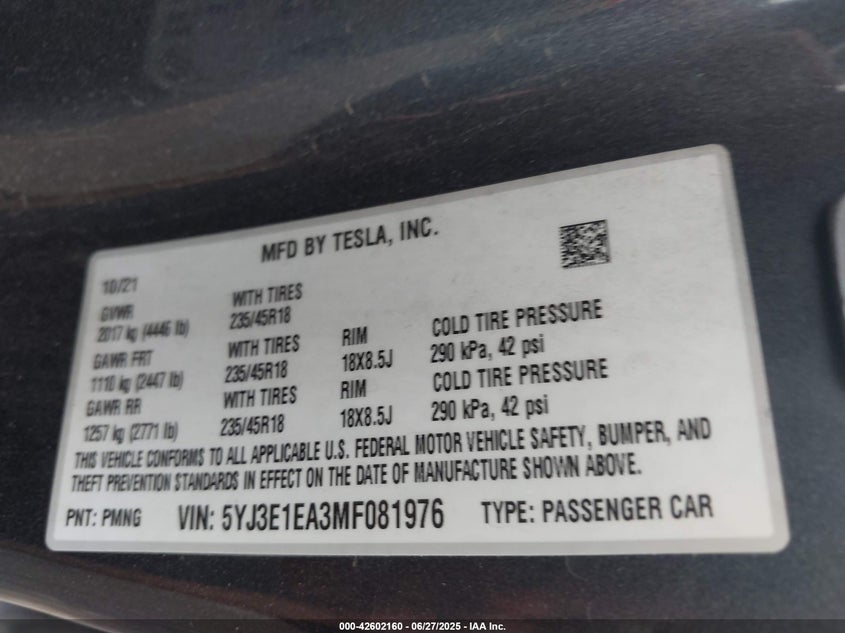 MFD BY TESLA, INC.
10/21
GVWR
2017 kg (4446 lb)
WITH TIRES
235/45R18
GAWR FRT
1110 kg (2447 lb)
WITH TIRES
235/45R18
RIM
18X8.5J
COLD TIRE PRESSURE
290 kPa, 42 psi
GAWR RR
1257 kg (2771 lb)
WITH TIRES
235/45R18
RIM
18X8.5J
COLD TIRE PRESSURE
290 kPa, 42 psi
THIS VEHICLE CONFORMS TO ALL APPLICABLE U.S. FEDERAL MOTOR VEHICLE SAFETY, BUMPER, AND
THEFT PREVENTION STANDARDS IN EFFECT ON THE DATE OF MANUFACTURE SHOWN ABOVE.
PNT: PMNG VIN: 5YJ3E1EA3MF081976 TYPE: PASSENGER CAR
000-42602160 - 06/27/2025 - IAA Inc.